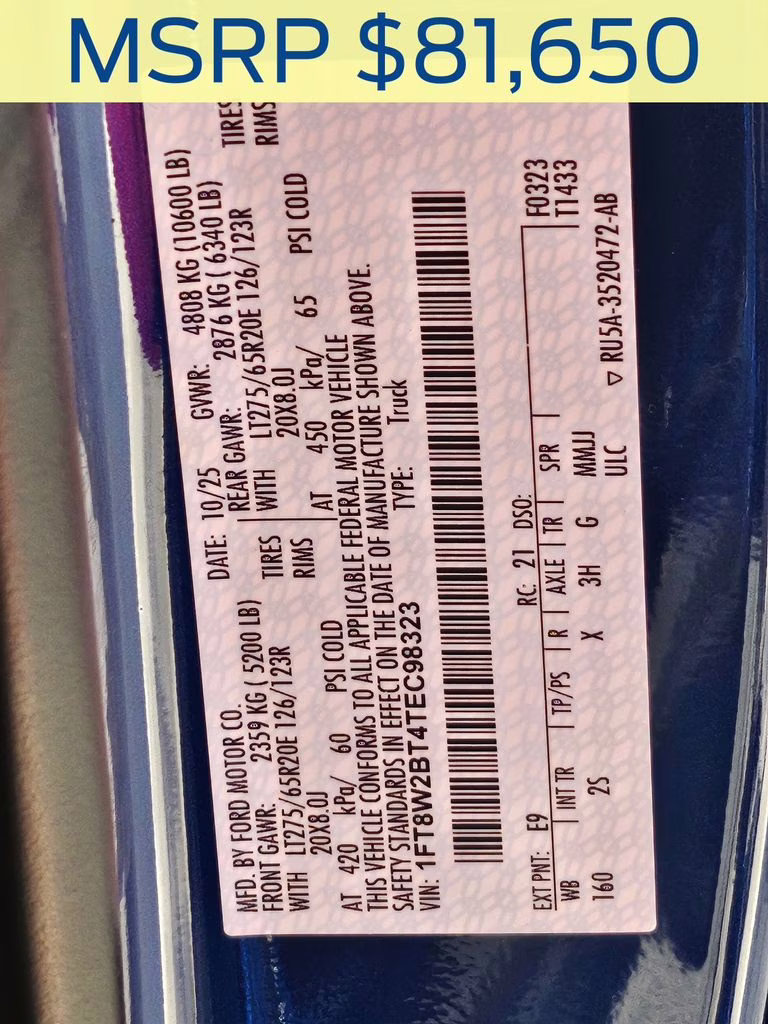 MSRP $81,650
MFD. BY FORD MOTOR CO. DATE: 10/25 GVWR: 4808 KG (10600 LB)
FRONT GAWR: 2359 KG ( 5200 LB) REAR GAWR: 2876 KG ( 6340 LB)
WITH LT275/65R20E 126/123R TIRES WITH LT275/65R20E 126/123R TIRES
20X8.0J RIMS 20X8.0J RIMS
AT 420 kPa/ 60 PSI COLD AT 450 kPa/ 65 PSI COLD
THIS VEHICLE CONFORMS TO ALL APPLICABLE FEDERAL MOTOR VEHICLE
SAFETY STANDARDS IN EFFECT ON THE DATE OF MANUFACTURE SHOWN ABOVE.
VIN: 1FT8W2BT4TEC98323 TYPE: Truck
EXT PNT: E9 RC: 21 DSO: F0323
WB INT TR TP/PS R AXLE TR SPR T1433
160 2S X 3H G MMJJ
ULC ▽ RU5A-3520472-AB